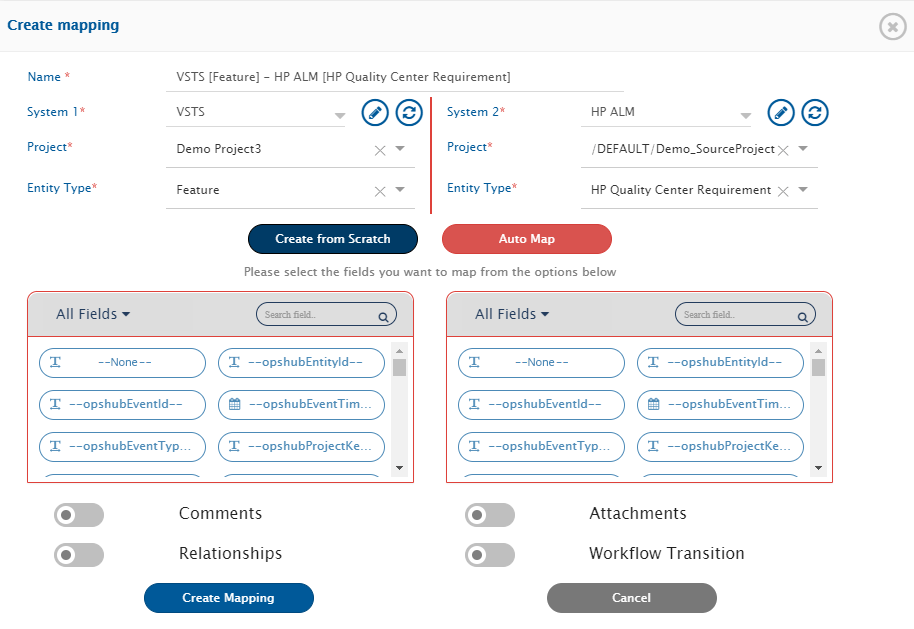 Create mapping
Name *
VSTS [Feature] - HP ALM [HP Quality Center Requirement]
System 1*
VSTS
System 2*
HP ALM
Project*
Demo Project3
Project*
/DEFAULT/Demo_SourceProject
Entity Type*
Feature
Entity Type*
HP Quality Center Requirement
Create from Scratch
Auto Map
Please select the fields you want to map from the options below
All Fields
Search field..
All Fields
Search field..
--None--
--opshubEntityId--
--None--
--opshubEntityId--
--opshubEventId--
--opshubEventTim...
--opshubEventId--
--opshubEventTim...
--opshubEventTyp...
--opshubProjectKe...
--opshubEventTyp...
--opshubProjectKe...
Comments
Attachments
Relationships
Workflow Transition
Create Mapping
Cancel